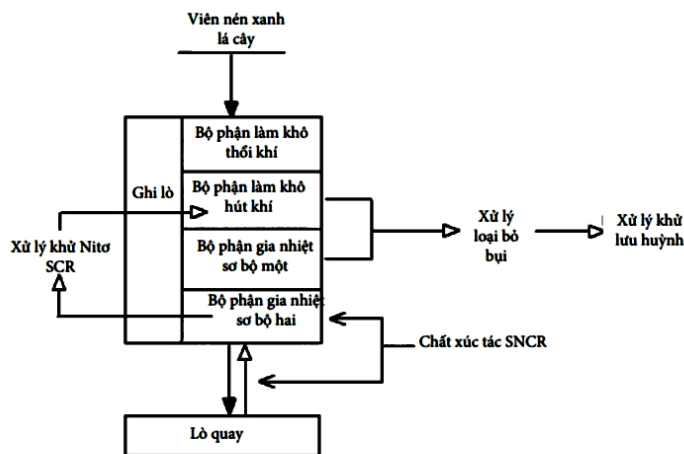 Viên nén xanh
lá cây
Bộ phận làm khô
thổi khí
Ghi lò
Bộ phận làm khô
hút khí
Xử lý khử Nitơ
SCR
Bộ phận gia nhiệt
sơ bộ một
Xử lý
loại bỏ
bụi
Xử lý khử
lưu huỳnh
Bộ phận gia nhiệt
sơ bộ hai
Chất xúc tác SNCR
Lò quay